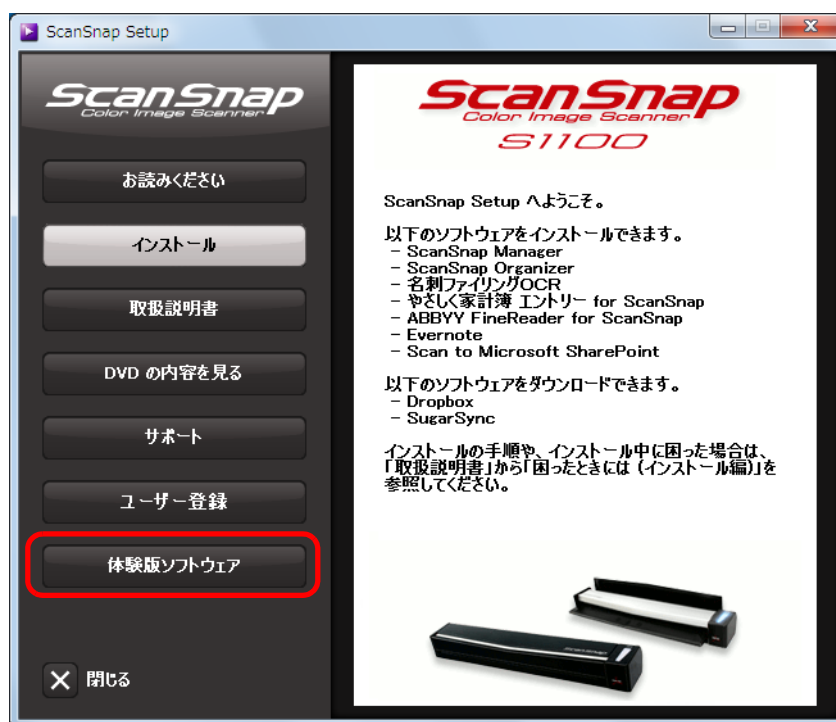 ScanSnap Setup
ScanSnap
Color Image Scanner
お読みください
インストール
取扱説明書
DVD の内容を見る
サポート
ユーザー登録
体験版ソフトウェア
閉じる
ScanSnap
Color Image Scanner
S1100
ScanSnap Setup へようこそ。
以下のソフトウェアをインストールできます。
- ScanSnap Manager
- ScanSnap Organizer
- 名刺ファイリングOCR
- やさしく家計簿 エントリー for ScanSnap
- ABBYY FineReader for ScanSnap
- Evernote
- Scan to Microsoft SharePoint
以下のソフトウェアをダウンロードできます。
- Dropbox
- SugarSync
インストールの手順や、インストール中に困った場合は、
「取扱説明書」から「困ったときには (インストール編)」を
参照してください。